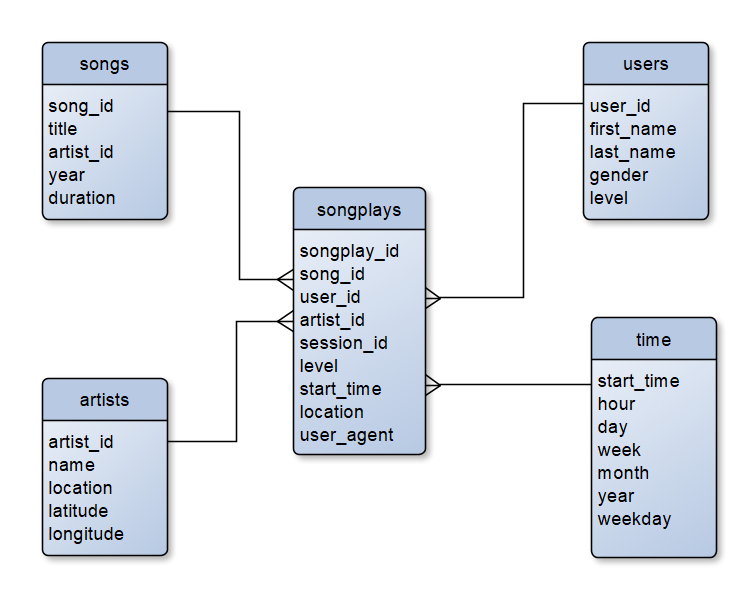 songs
song_id
title
artist_id
year
duration
users
user_id
first_name
last_name
gender
level
songplays
songplay_id
song_id
user_id
artist_id
session_id
level
start_time
location
user_agent
artists
artist_id
name
location
latitude
longitude
time
start_time
hour
day
week
month
year
weekday